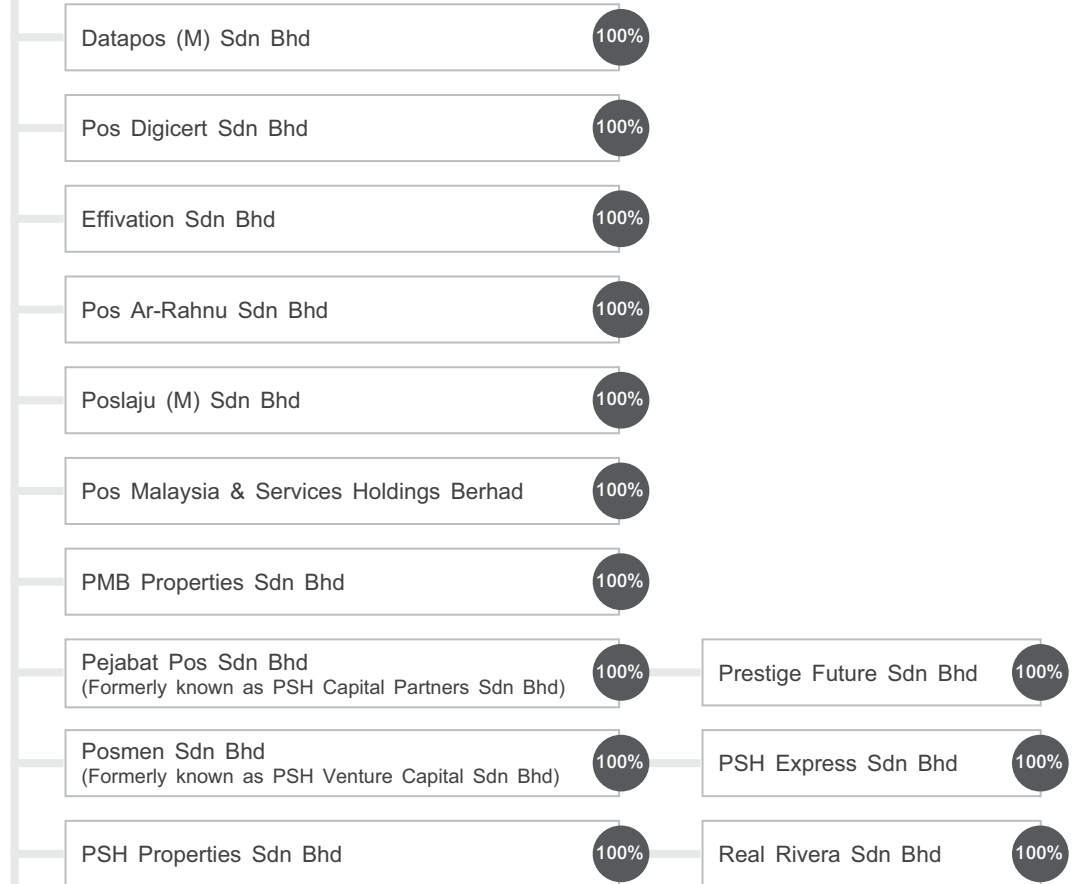 Datapos (M) Sdn Bhd 100%
Pos Digicert Sdn Bhd 100%
Effivation Sdn Bhd 100%
Pos Ar-Rahnu Sdn Bhd 100%
Poslaju (M) Sdn Bhd 100%
Pos Malaysia & Services Holdings Berhad 100%
PMB Properties Sdn Bhd 100%
Pejabat Pos Sdn Bhd
(Formerly known as PSH Capital Partners Sdn Bhd) 100%
Prestige Future Sdn Bhd 100%
Posmen Sdn Bhd
(Formerly known as PSH Venture Capital Sdn Bhd) 100%
PSH Express Sdn Bhd 100%
PSH Properties Sdn Bhd 100%
Real Rivera Sdn Bhd 100%